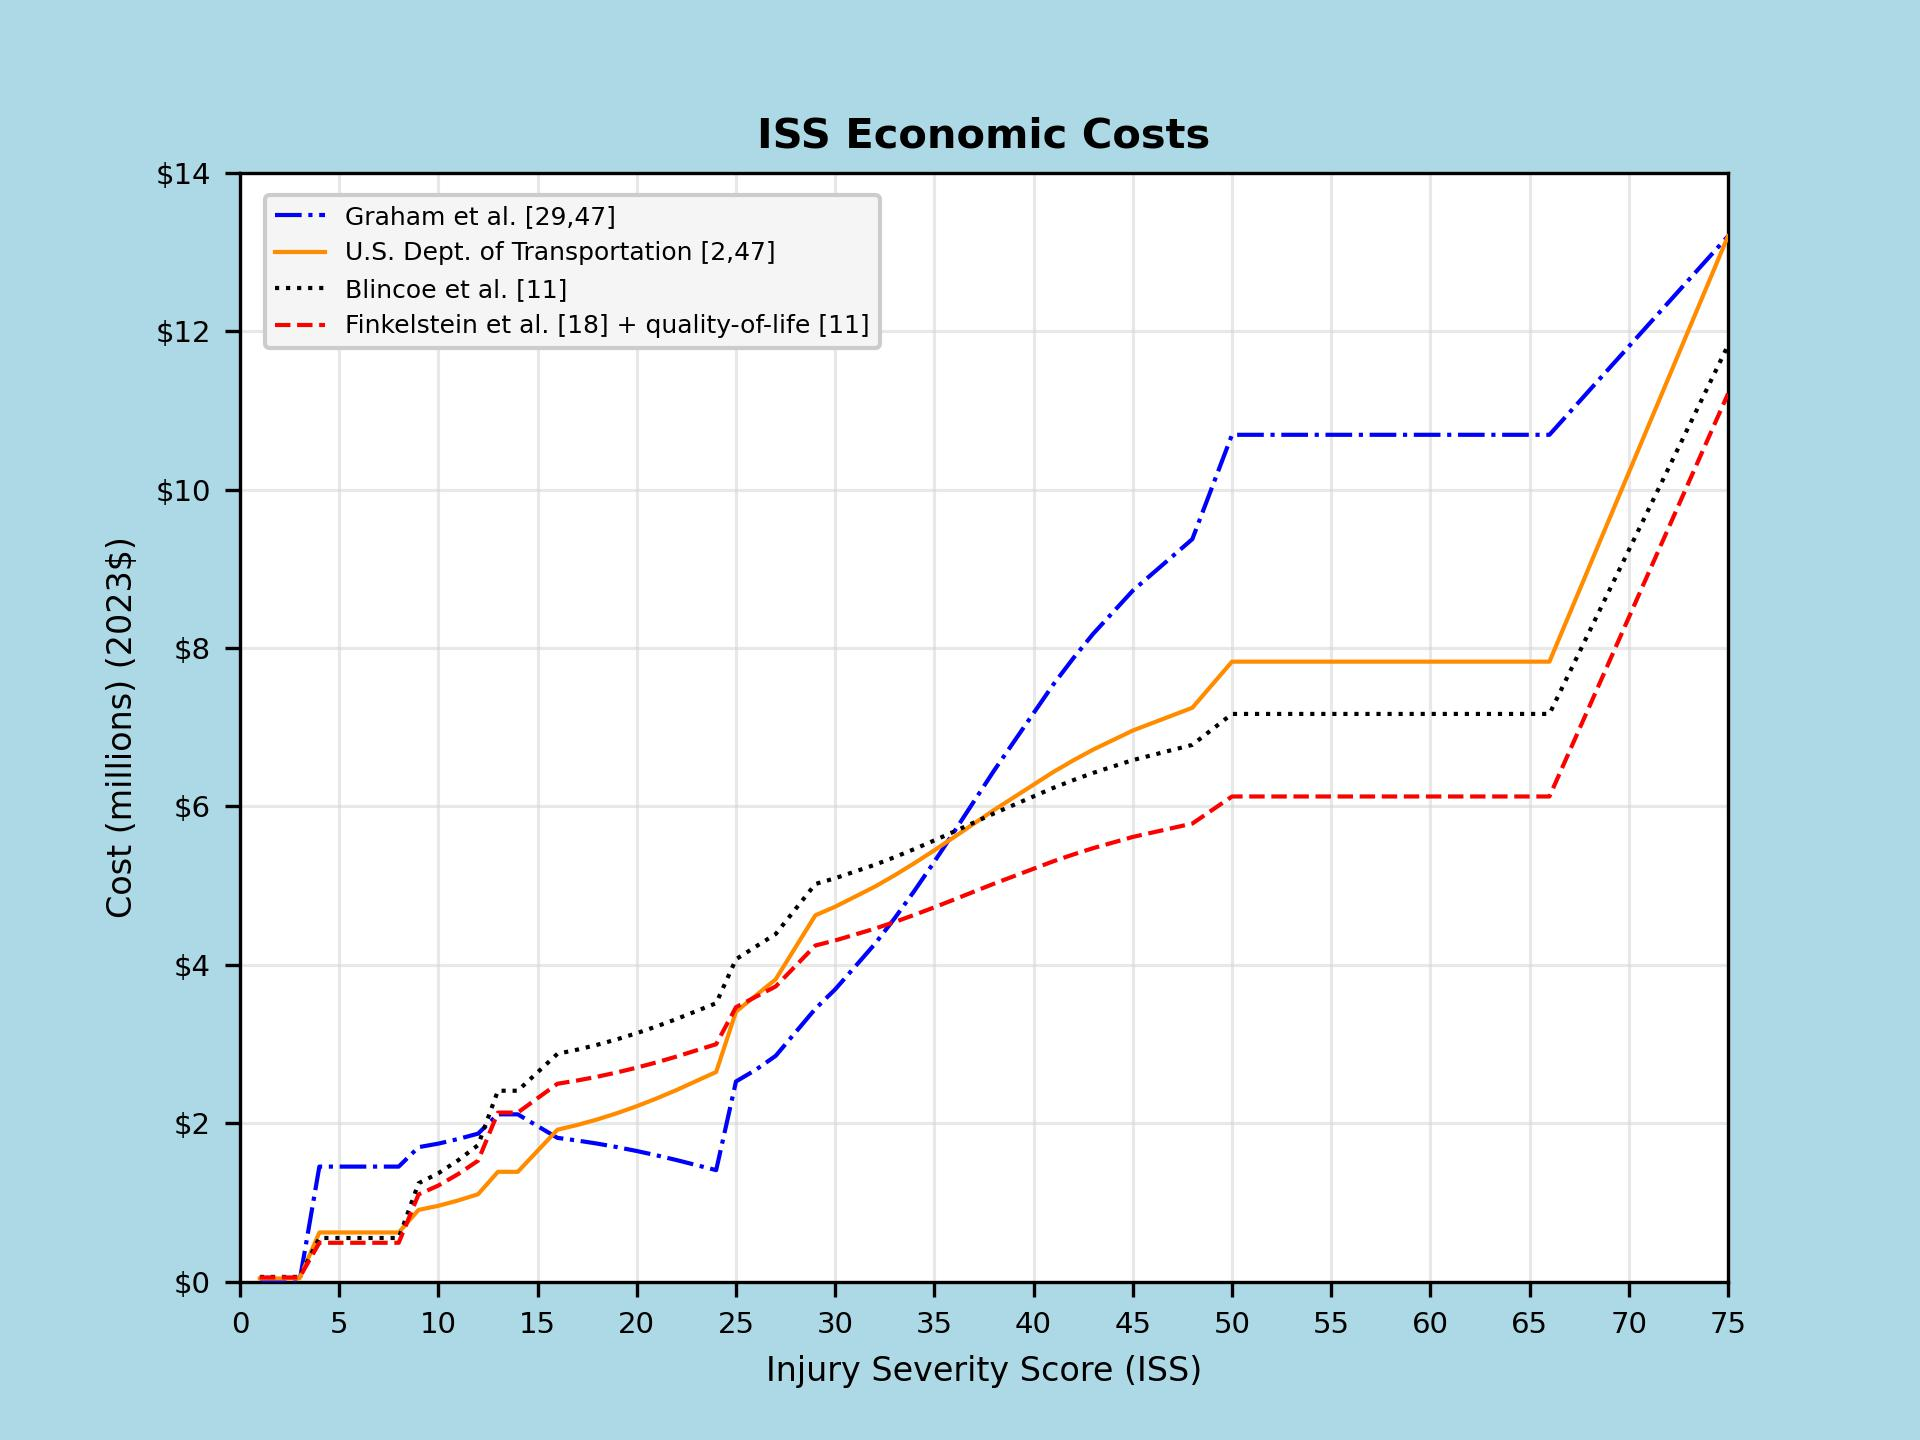 ISS Economic Costs
$14
$12
$10
$8
$6
$4
$2
$0
Cost (millions) (2023$)
Graham et al. [29,47]
U.S. Dept. of Transportation [2,47]
Blincoe et al. [11]
Finkelstein et al. [18] + quality-of-life [11]
0 5 10 15 20 25 30 35 40 45 50 55 60 65 70 75
Injury Severity Score (ISS)